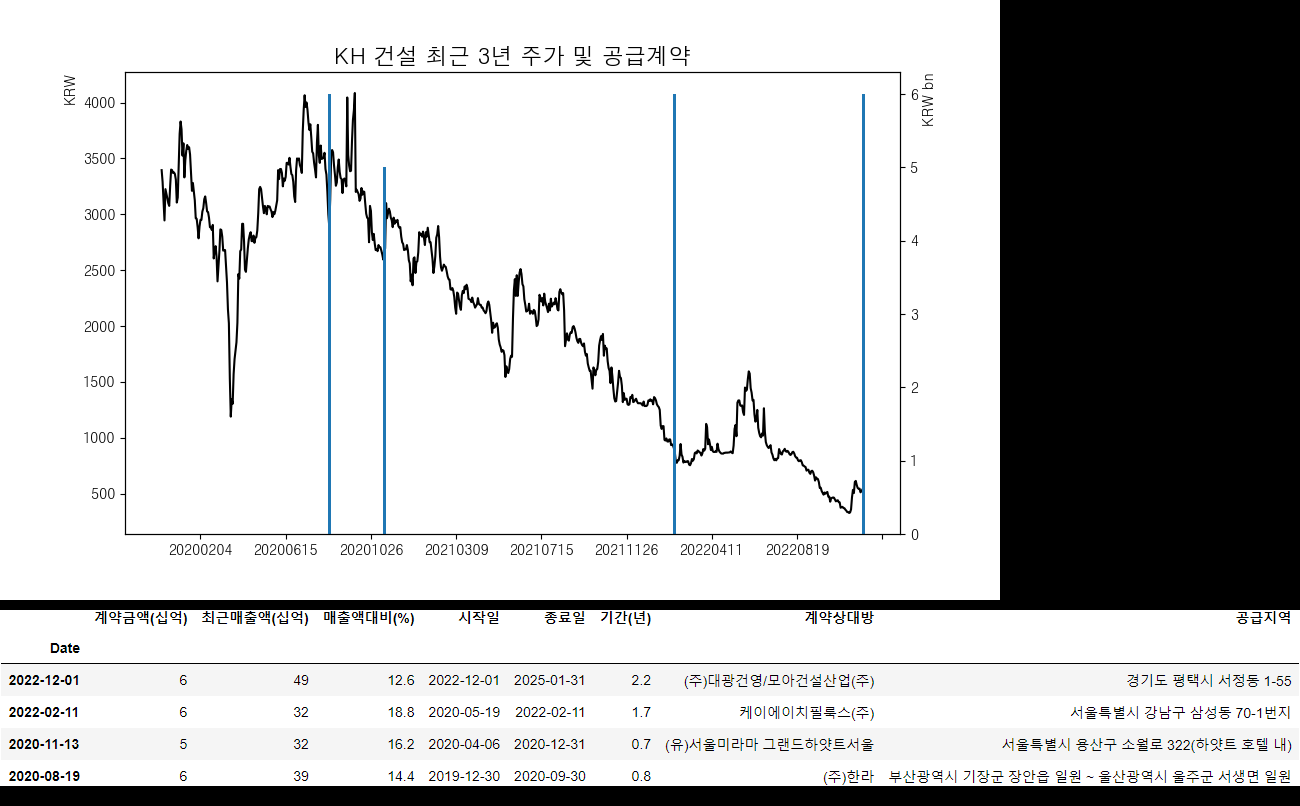 KH 건설 최근 3년 주가 및 공급계약
KRW
KRW bn
4000
3500
3000
2500
2000
1500
1000
500
6
5
4
3
2
1
0
20200204 20200615 20201026 20210309 20210715 20211126 20220411 20220819
계약금액(십억) 최근매출액(십억) 매출액대비(%) 시작일 종료일 기간(년) 계약상대방 공급지역
Date
2022-12-01 6 49 12.6 2022-12-01 2025-01-31 2.2 (주)대광건영/모아건설산업(주) 경기도 평택시 서정동 1-55
2022-02-11 6 32 18.8 2020-05-19 2022-02-11 1.7 케이에이치필룩스(주) 서울특별시 강남구 삼성동 70-1번지
2020-11-13 5 32 16.2 2020-04-06 2020-12-31 0.7 (유)서울미라마 그랜드하얏트서울 서울특별시 용산구 소월로 322(하얏트 호텔 내)
2020-08-19 6 39 14.4 2019-12-30 2020-09-30 0.8 (주)한라 부산광역시 기장군 장안읍 일원 ~ 울산광역시 울주군 서생면 일원